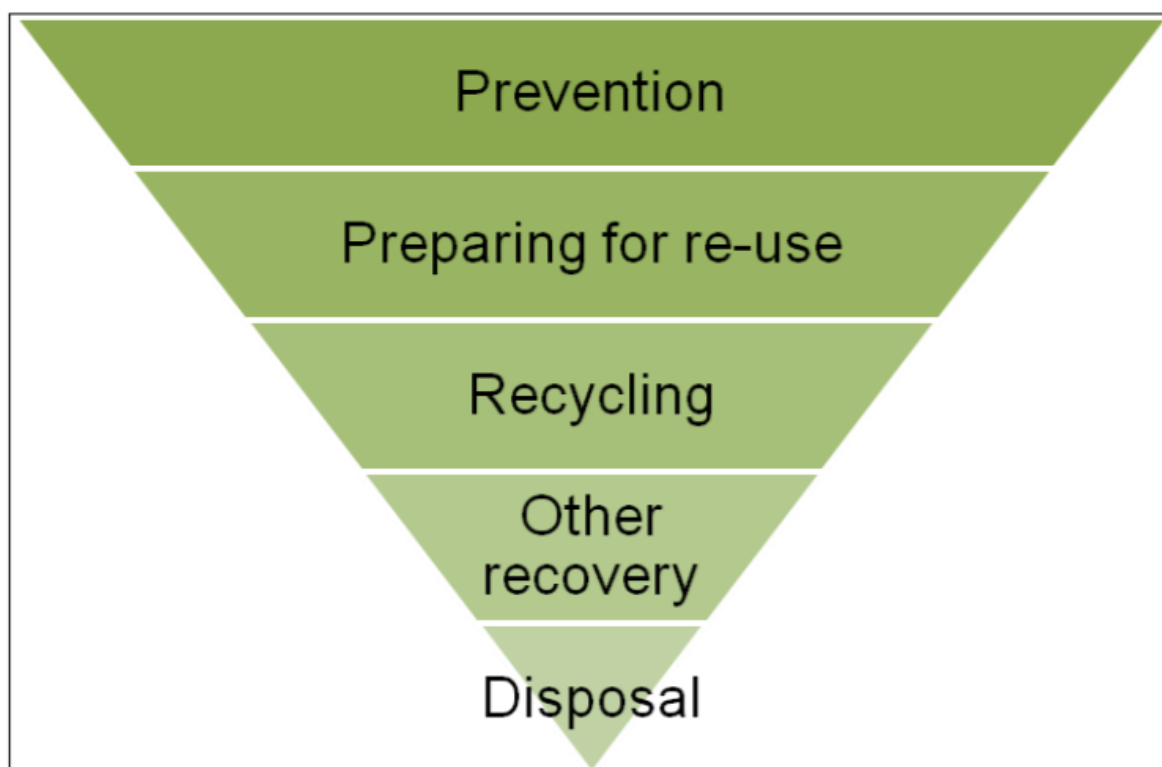 Prevention
Preparing for re-use
Recycling
Other
recovery
Disposal